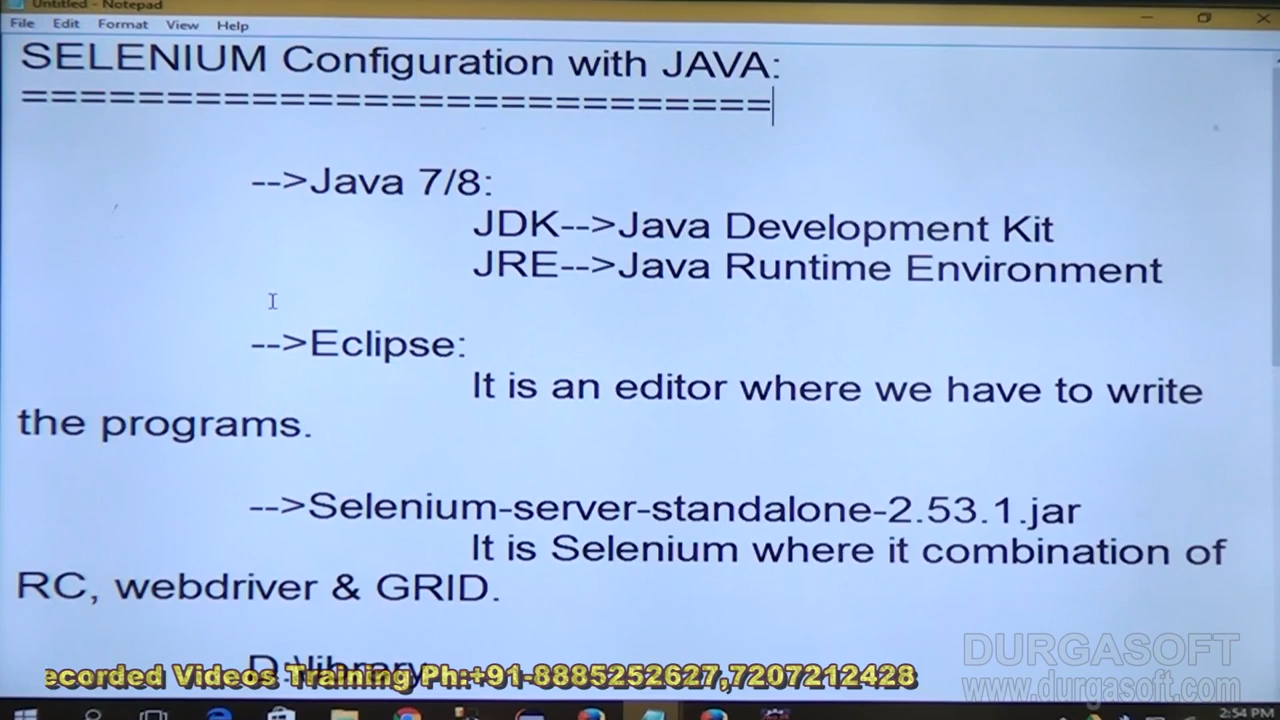 Untitled - Notepad
File Edit Format View Help
SELENIUM Configuration with JAVA:
==========================
-->Java 7/8:
JDK-->Java Development Kit
JRE-->Java Runtime Environment
-->Eclipse:
It is an editor where we have to write
the programs.
-->Selenium-server-standalone-2.53.1.jar
It is Selenium where it combination of
RC, webdriver & GRID.
D:\library
ecorded Videos Training Ph:+91-8885252627,7207212428
DURGASOFT
www.durgasoft.com
2:54 PM